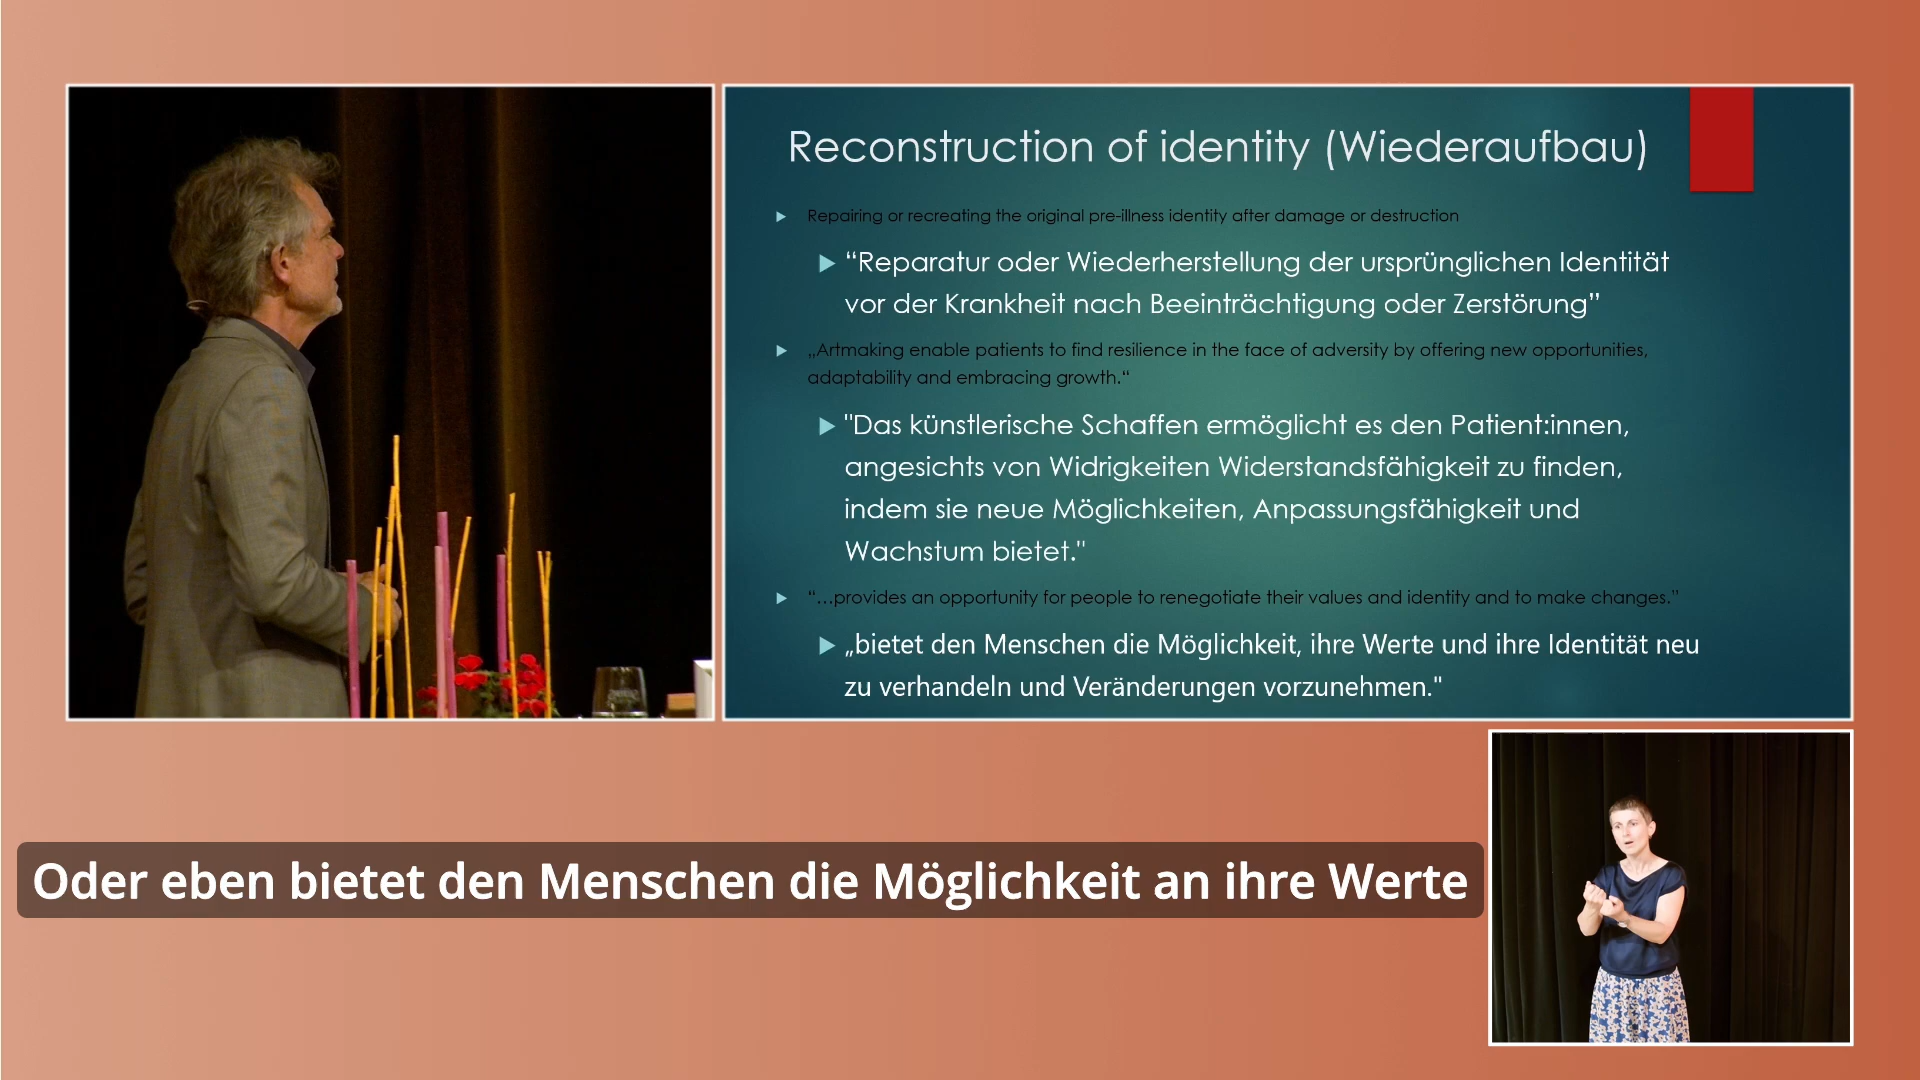 Reconstruction of identity (Wiederaufbau)
Repairing or recreating the original pre-illness identity after damage or destruction
“Reparatur oder Wiederherstellung der ursprünglichen Identität
vor der Krankheit nach Beeinträchtigung oder Zerstörung”
„Artmaking enable patients to find resilience in the face of adversity by offering new opportunities,
adaptability and embracing growth.“
"Das künstlerische Schaffen ermöglicht es den Patient:innen,
angesichts von Widrigkeiten Widerstandsfähigkeit zu finden,
indem sie neue Möglichkeiten, Anpassungsfähigkeit und
Wachstum bietet."
“…provides an opportunity for people to renegotiate their values and identity and to make changes.”
„bietet den Menschen die Möglichkeit, ihre Werte und ihre Identität neu
zu verhandeln und Veränderungen vorzunehmen."
Oder eben bietet den Menschen die Möglichkeit an ihre Werte